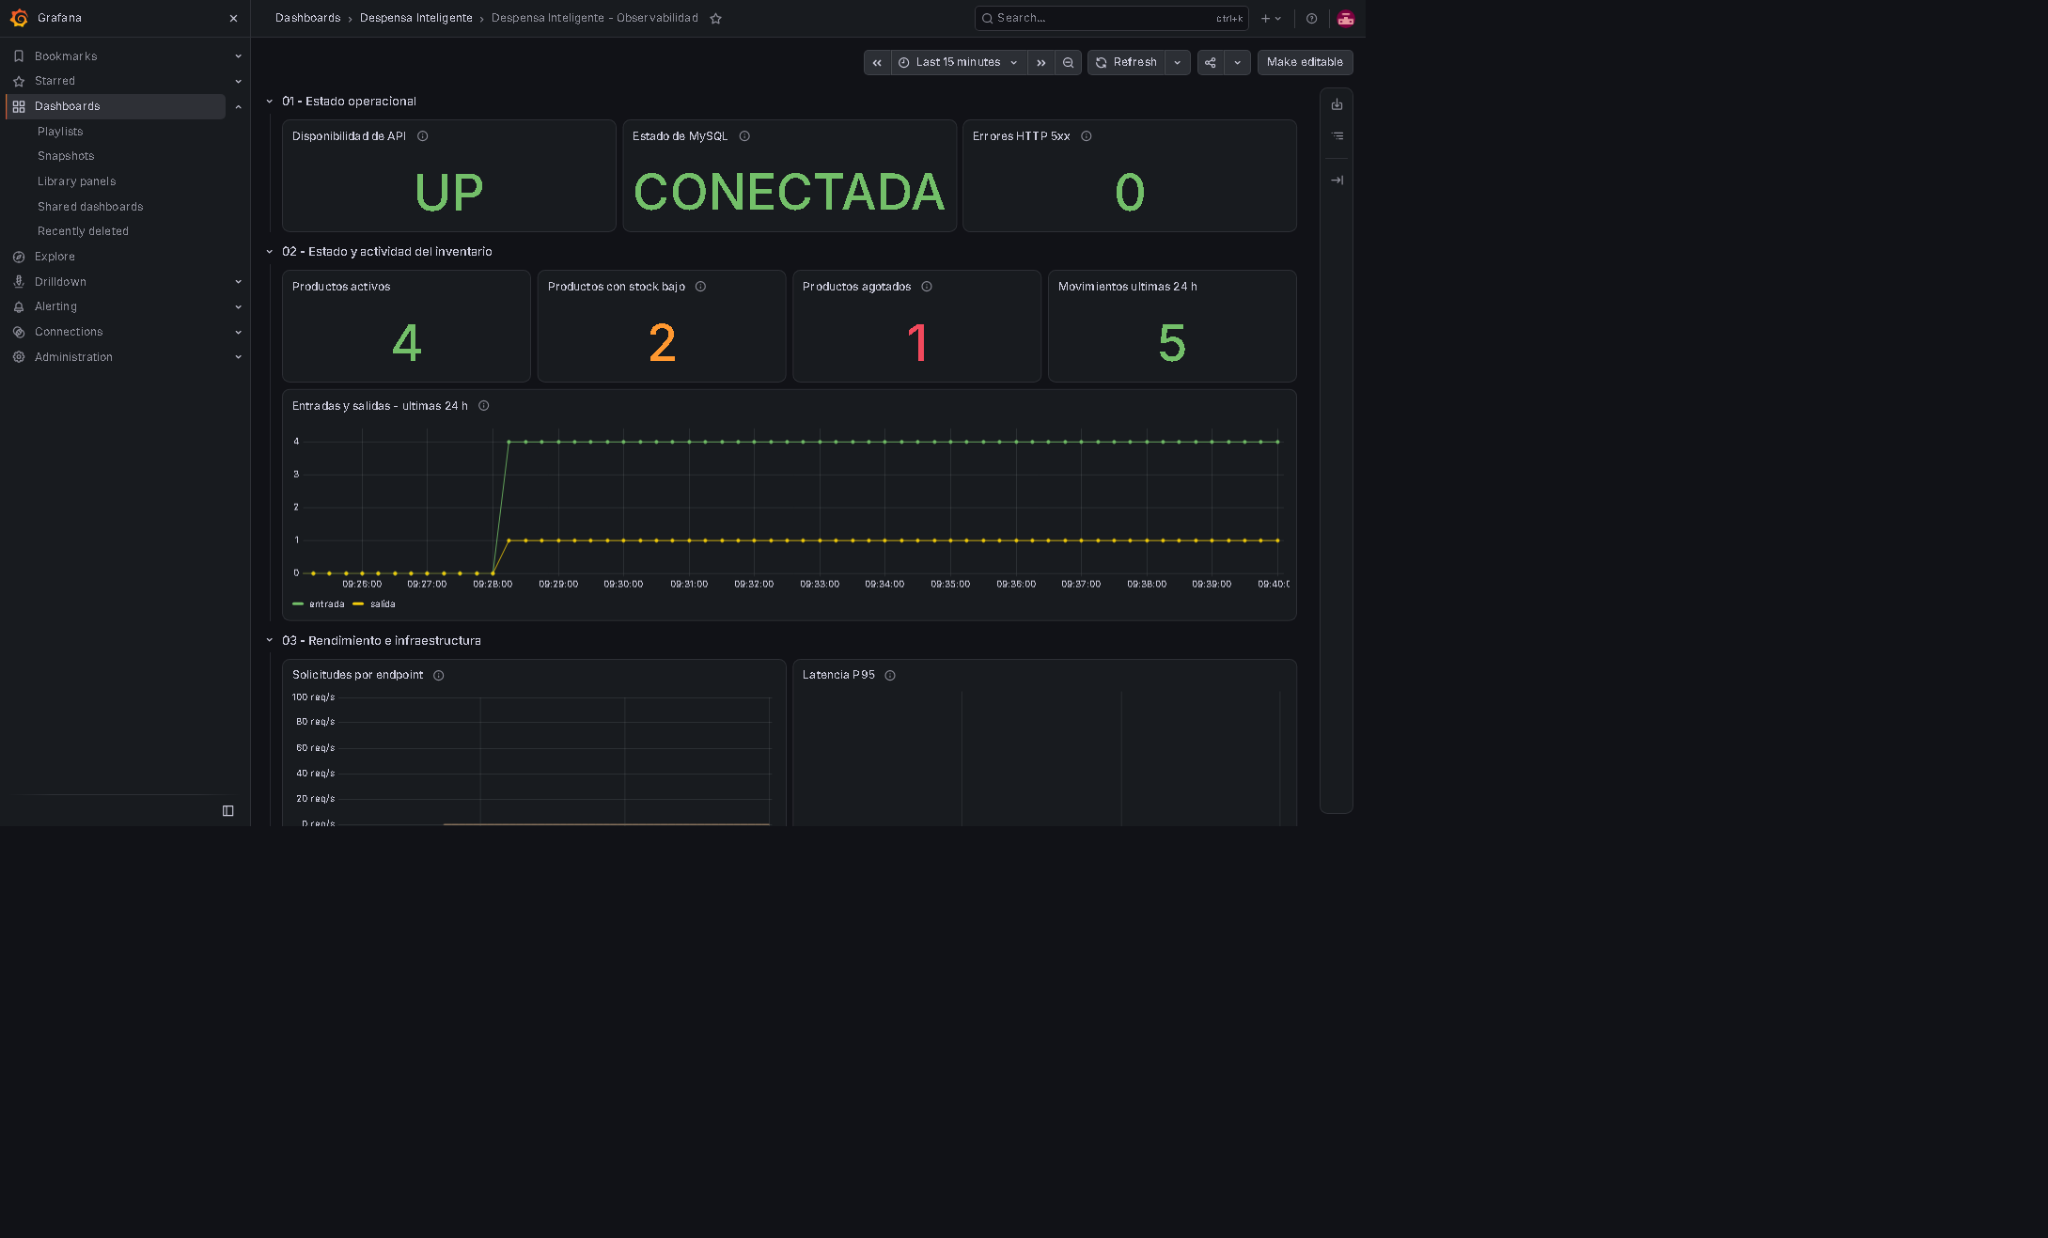 Grafana
Dashboards › Despensa Inteligente › Despensa Inteligente - Observabilidad
Search...
ctrl+k
Bookmarks
Starred
Dashboards
Playlists
Snapshots
Library panels
Shared dashboards
Recently deleted
Explore
Drilldown
Alerting
Connections
Administration
Last 15 minutes
Refresh
Make editable
01 - Estado operacional
Disponibilidad de API
UP
Estado de MySQL
CONECTADA
Errores HTTP 5xx
0
02 - Estado y actividad del inventario
Productos activos
4
Productos con stock bajo
2
Productos agotados
1
Movimientos ultimas 24 h
5
Entradas y salidas - ultimas 24 h
4
3
2
1
0
09:26:00 09:27:00 09:28:00 09:29:00 09:30:00 09:31:00 09:32:00 09:33:00 09:34:00 09:35:00 09:36:00 09:37:00 09:38:00 09:39:00 09:40:0
entrada salida
03 - Rendimiento e infraestructura
Solicitudes por endpoint
100 req/s
80 req/s
60 req/s
40 req/s
20 req/s
0 req/s
Latencia P95